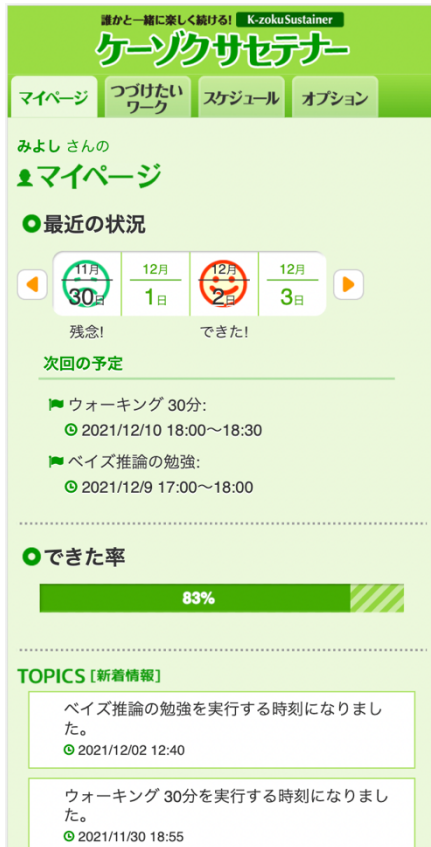 誰かと一緒に楽しく続ける! K-zokuSustainer
ケーゾクサセテナー
マイページ
つづけたい
ワーク
スケジュール
オプション
みよし さんの
マイページ
最近の状況
11月 12月 12月 12月
30日 1日 2日 3日
残念! できた!
次回の予定
ウォーキング 30分:
2021/12/10 18:00～18:30
ベイズ推論の勉強:
2021/12/9 17:00～18:00
できた率
83%
TOPICS [新着情報]
ベイズ推論の勉強を実行する時刻になりまし
た。
2021/12/02 12:40
ウォーキング 30分を実行する時刻になりまし
た。
2021/11/30 18:55